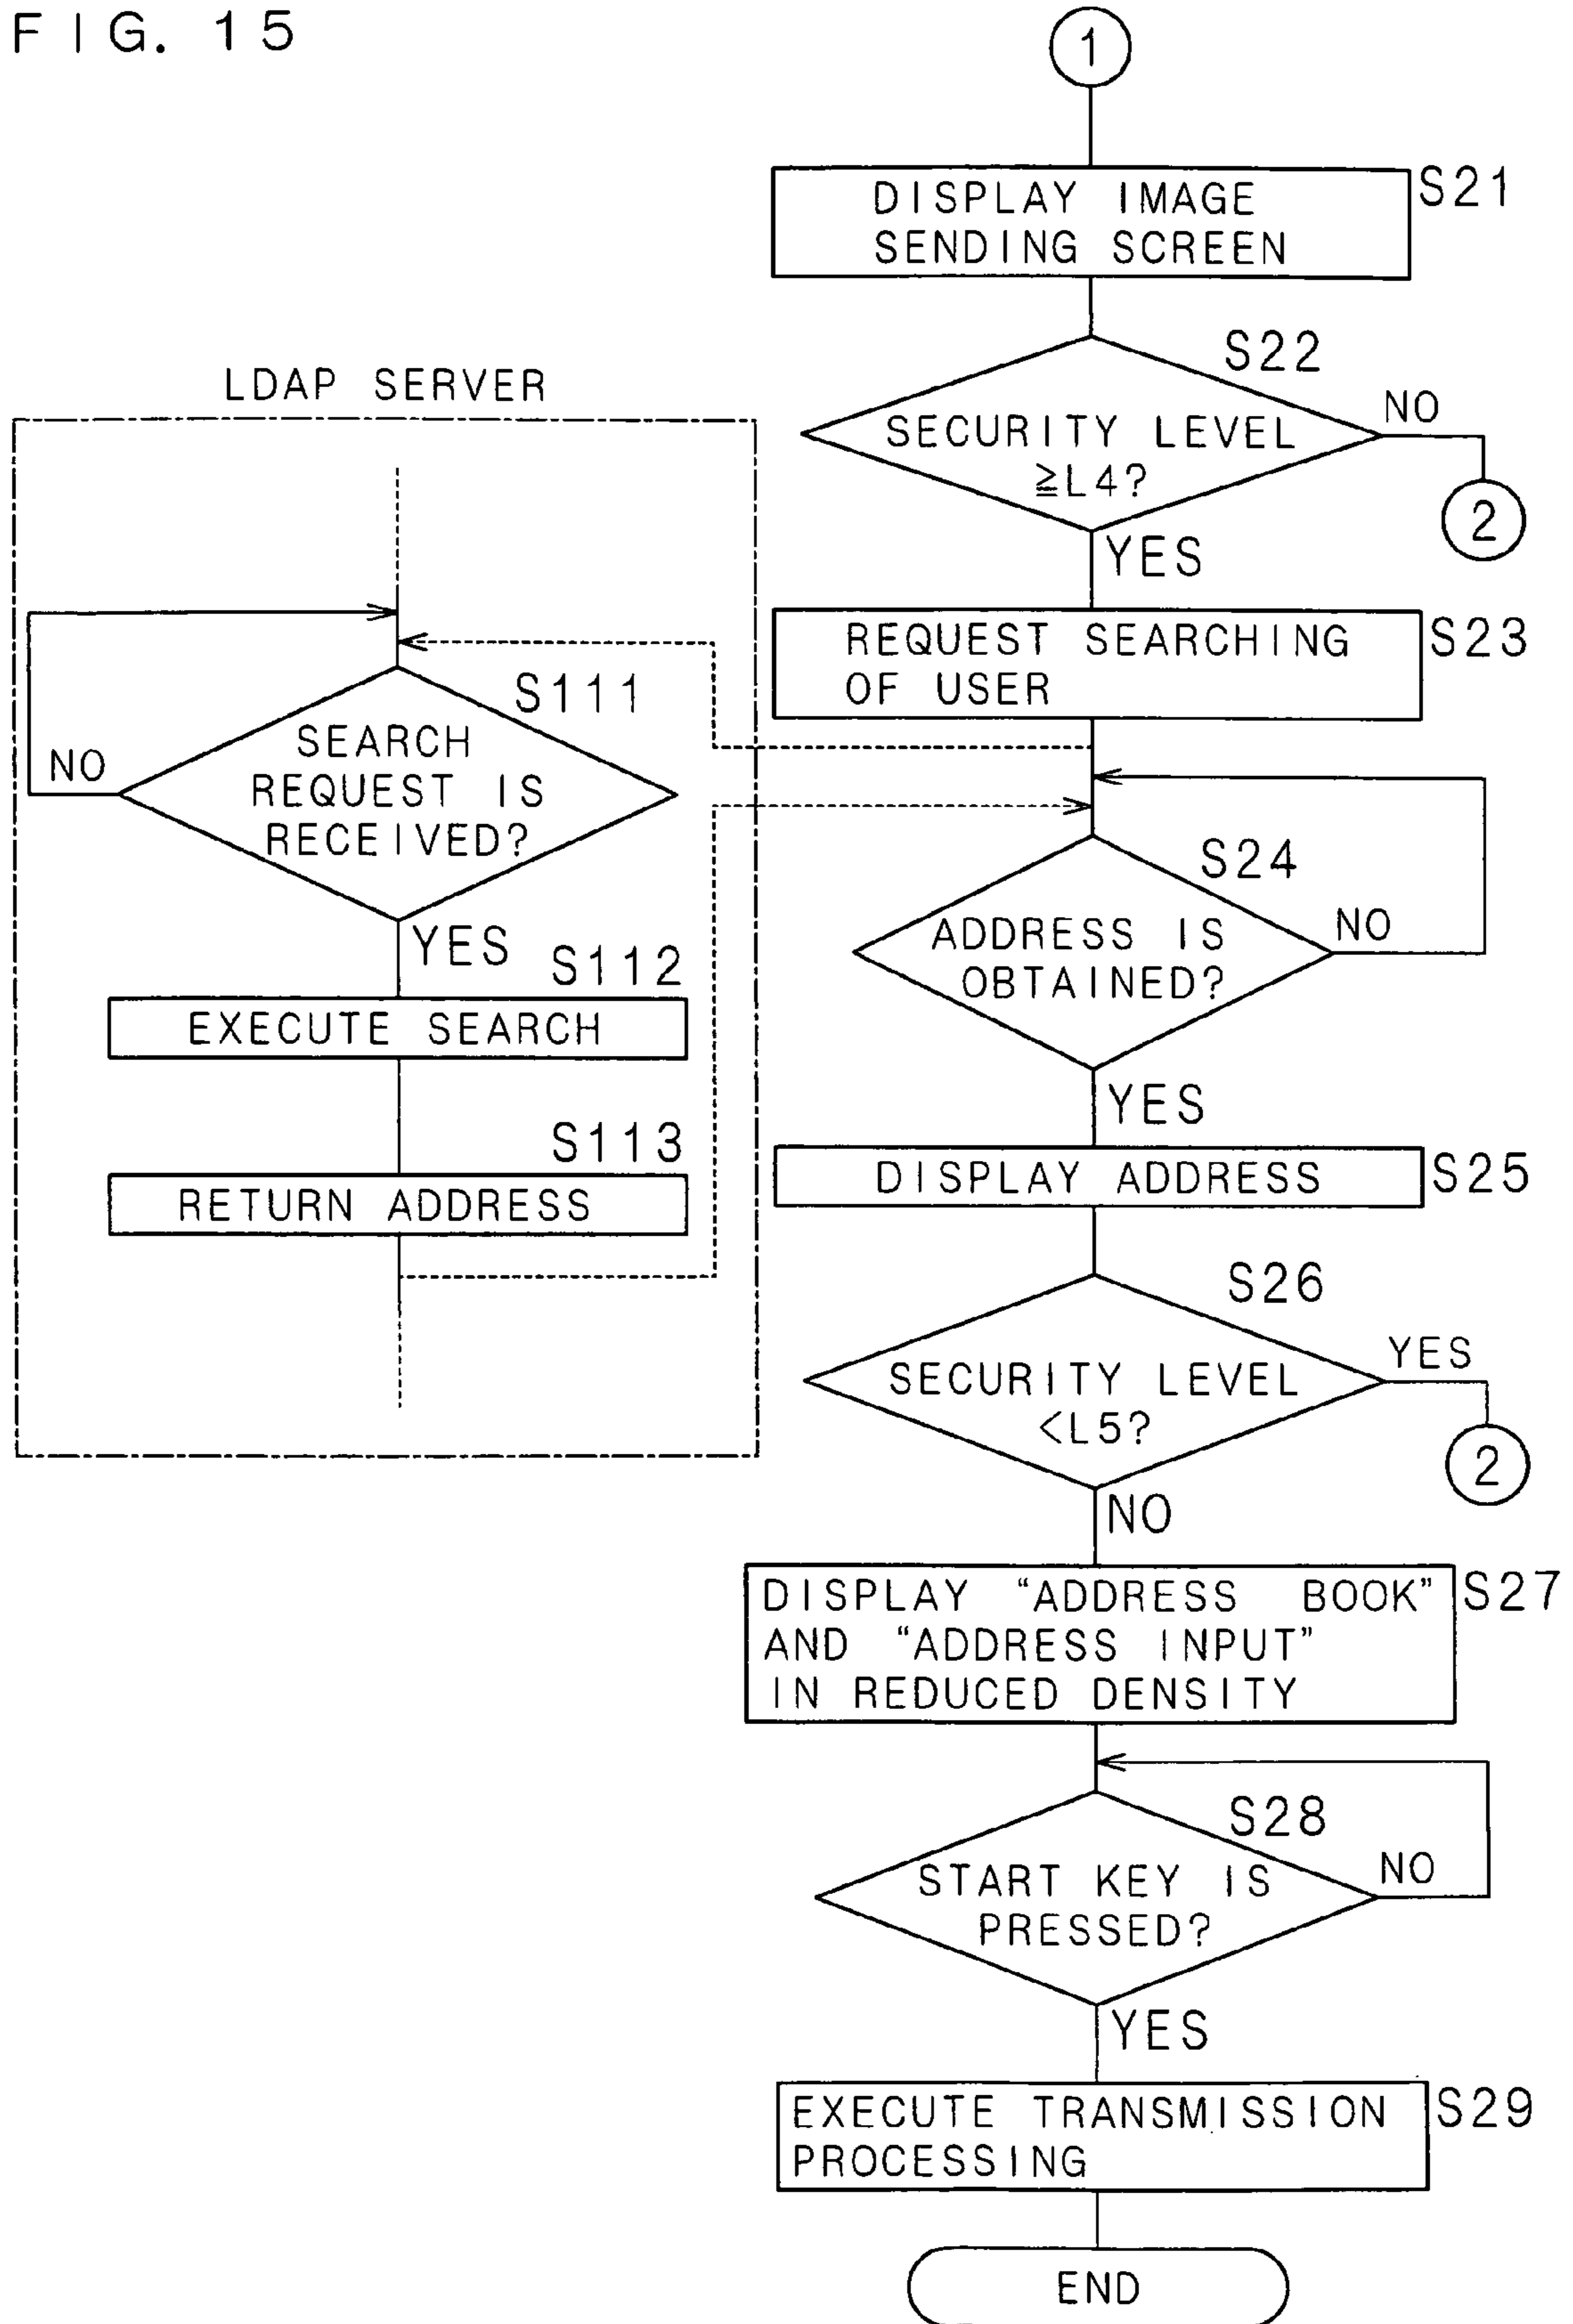 FIG. 15
1
DISPLAY IMAGE
SENDING SCREEN
S21
S22
SECURITY LEVEL
≧L4?
NO
2
YES
REQUEST SEARCHING
OF USER
S23
S24
ADDRESS IS
OBTAINED?
NO
YES
DISPLAY ADDRESS
S25
S26
SECURITY LEVEL
<L5?
YES
2
NO
DISPLAY “ADDRESS BOOK”
AND “ADDRESS INPUT”
IN REDUCED DENSITY
S27
S28
START KEY IS
PRESSED?
NO
YES
EXECUTE TRANSMISSION
PROCESSING
S29
END
LDAP SERVER
S111
SEARCH
REQUEST IS
RECEIVED?
NO
YES
S112
EXECUTE SEARCH
S113
RETURN ADDRESS